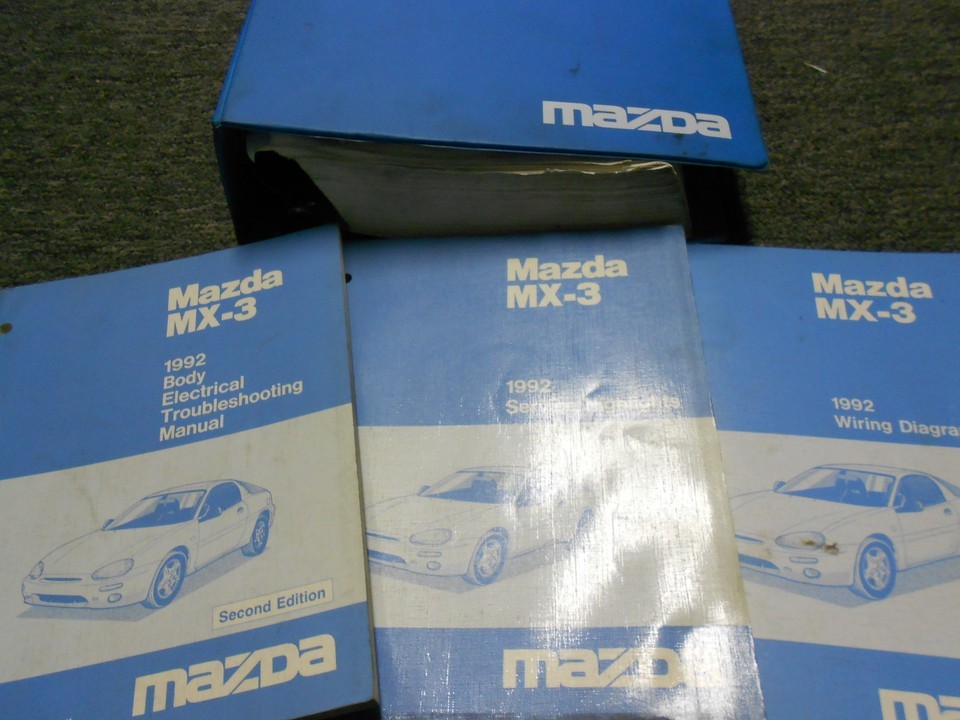 mazda
Mazda
MX-3
1992
Body
Electrical
Troubleshooting
Manual
Second Edition
mazda
Mazda
MX-3
1992
mazda
Mazda
MX-3
1992
Wiring